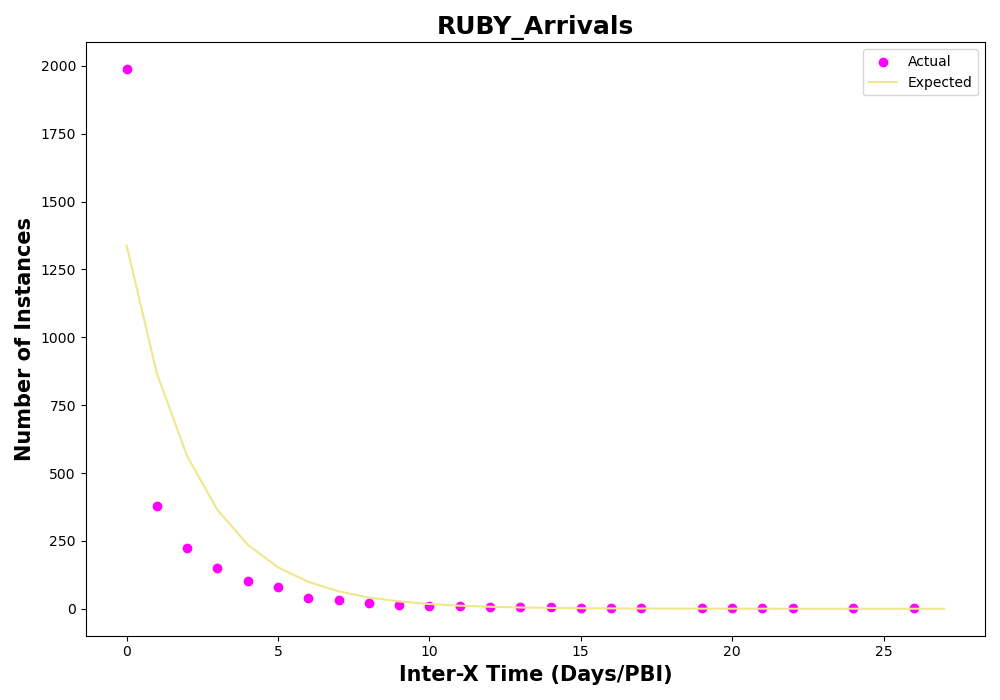 RUBY_Arrivals
Actual
Expected
2000
1750
1500
1250
1000
750
500
250
0
Number of Instances
0 5 10 15 20 25
Inter-X Time (Days/PBI)